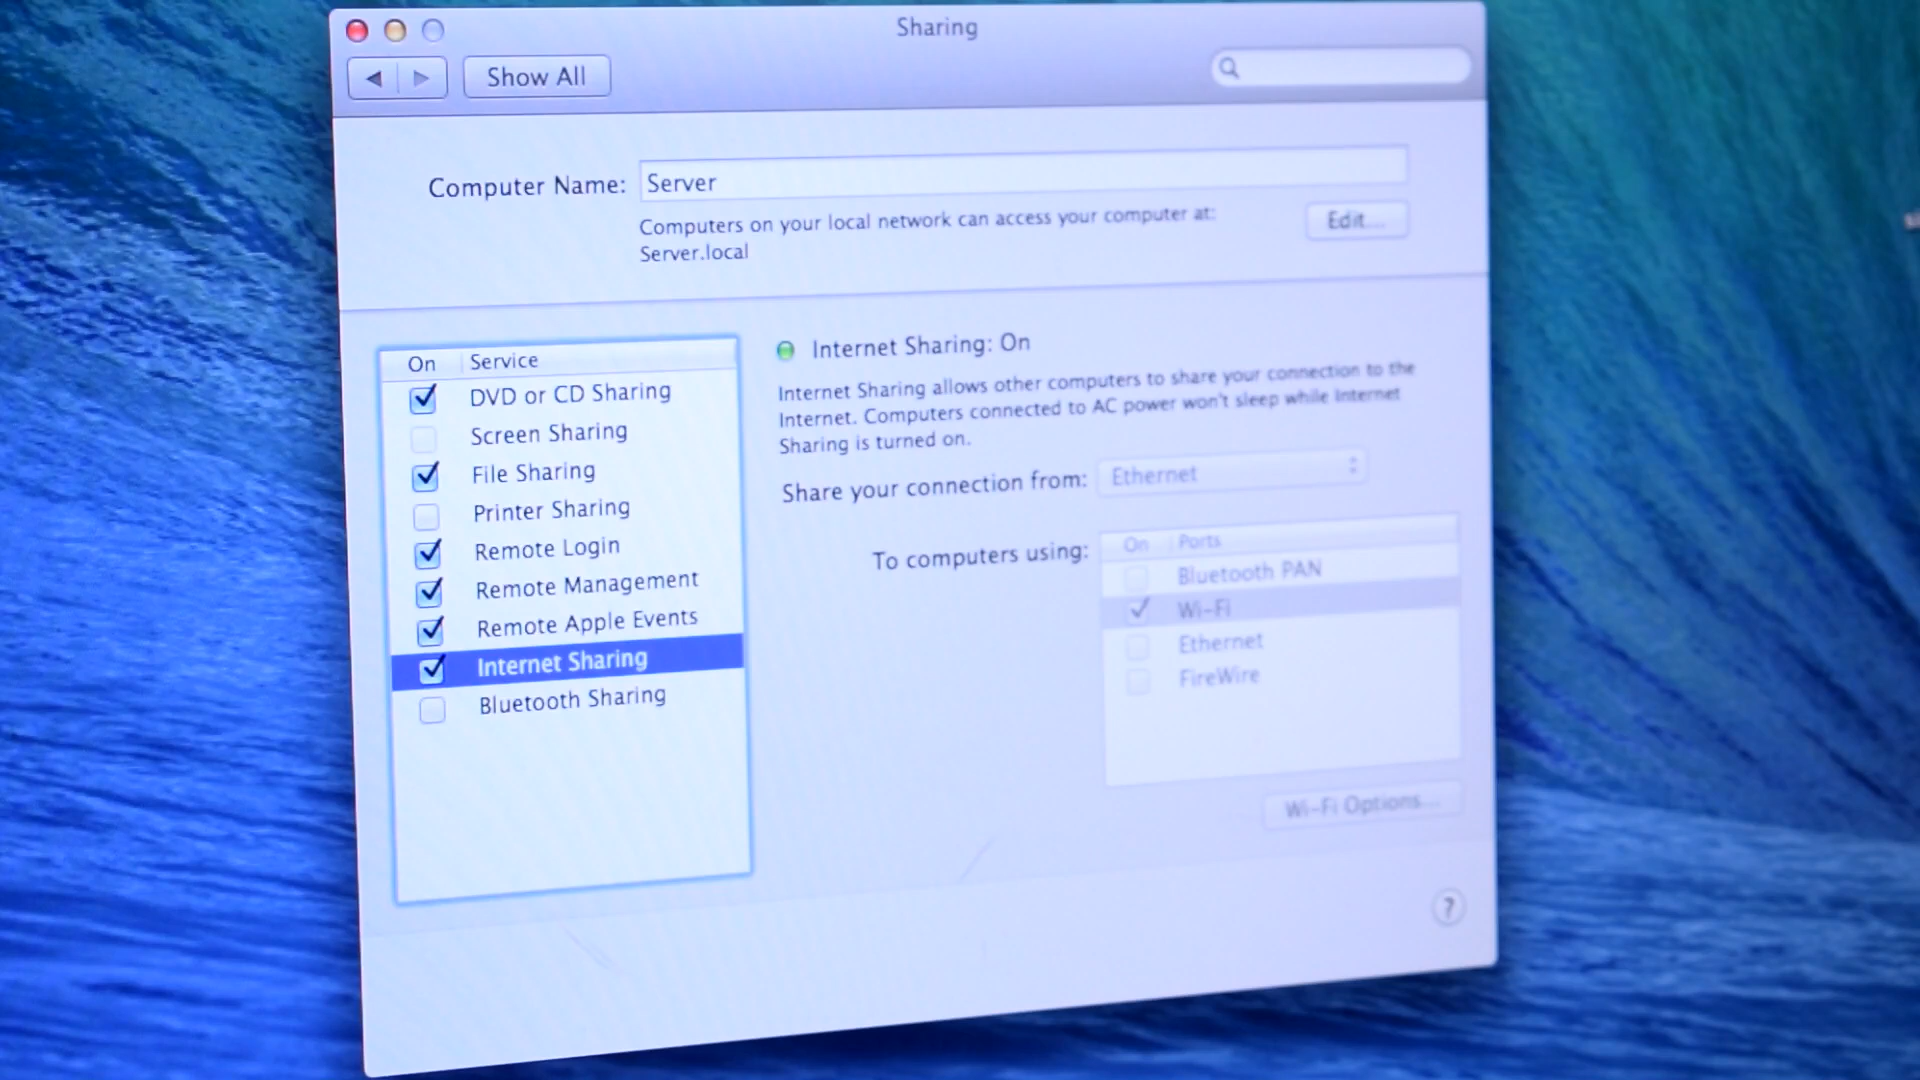 Sharing
Show All
Computer Name: Server
Computers on your local network can access your computer at:
Server.local
Edit...
On Service
DVD or CD Sharing
Screen Sharing
File Sharing
Printer Sharing
Remote Login
Remote Management
Remote Apple Events
Internet Sharing
Bluetooth Sharing
Internet Sharing: On
Internet Sharing allows other computers to share your connection to the
Internet. Computers connected to AC power won't sleep while Internet
Sharing is turned on.
Share your connection from: Ethernet
To computers using:
On Ports
Bluetooth PAN
Wi-Fi
Ethernet
FireWire
Wi-Fi Options...
?